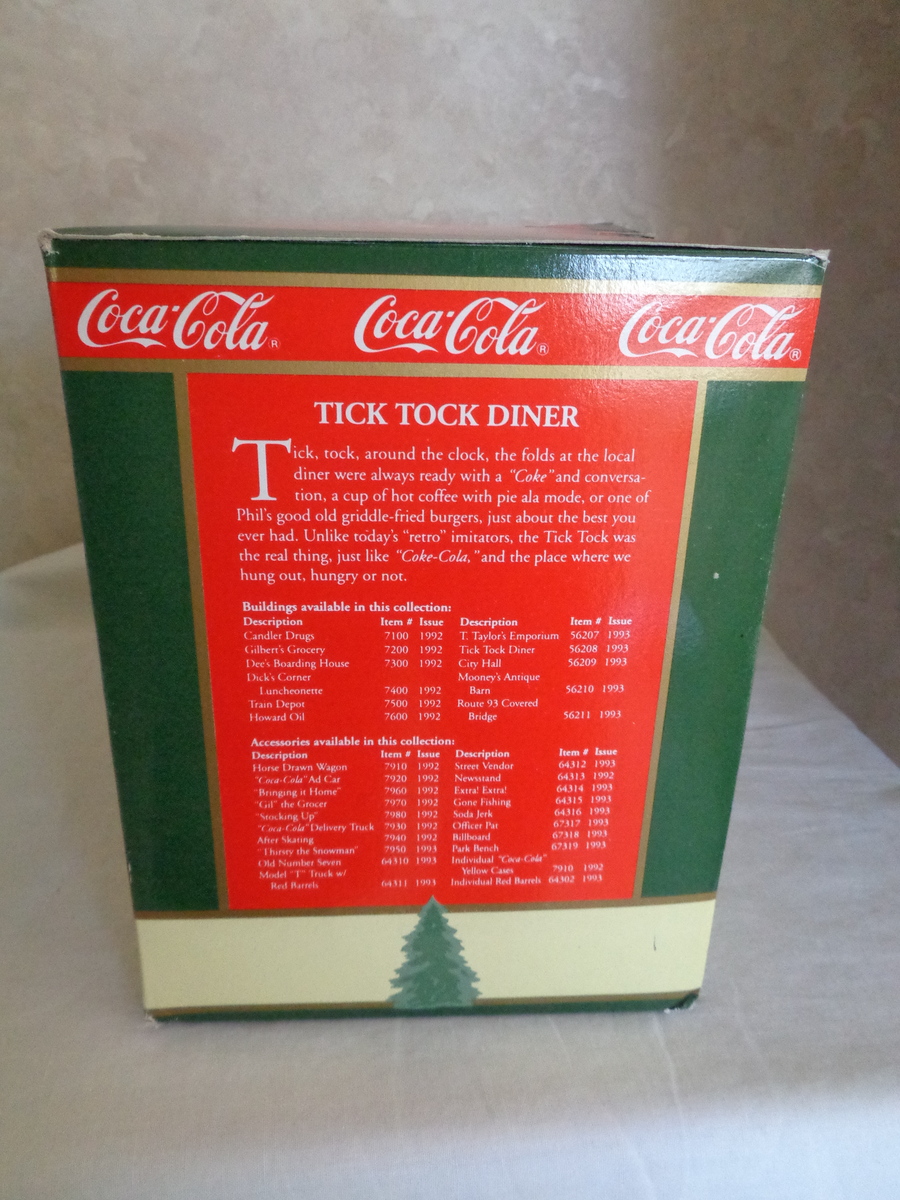 Coca-Cola® Coca-Cola® Coca-Cola®
TICK TOCK DINER
Tick, tock, around the clock, the folds at the local
diner were always ready with a "Coke" and conversa-
tion, a cup of hot coffee with pie ala mode, or one of
Phil's good old griddle-fried burgers, just about the best you
ever had. Unlike today's "retro" imitators, the Tick Tock was
the real thing, just like "Coke-Cola," and the place where we
hung out, hungry or not.
Buildings available in this collection:
Description Item # Issue Description Item # Issue
Candler Drugs 7100 1992 T. Taylor's Emporium 56207 1993
Gilbert's Grocery 7200 1992 Tick Tock Diner 56208 1993
Dee's Boarding House 7300 1992 City Hall 56209 1993
Dick's Corner Mooney's Antique
Luncheonette 7400 1992 Barn 56210 1993
Train Depot 7500 1992 Route 93 Covered
Howard Oil 7600 1992 Bridge 56211 1993
Accessories available in this collection:
Description Item # Issue Description Item # Issue
Horse Drawn Wagon 7910 1992 Street Vendor 64312 1993
"Coca-Cola" Ad Car 7920 1992 Newsstand 64313 1992
"Bringing it Home" 7960 1992 Extra! Extra! 64314 1993
"Gil" the Grocer 7970 1992 Gone Fishing 64315 1993
"Stocking Up" 7980 1992 Soda Jerk 64316 1993
"Coca-Cola" Delivery Truck 7930 1992 Officer Pat 67317 1993
After Skating 7940 1992 Billboard 67318 1993
"Thirsty the Snowman" 7950 1993 Park Bench 67319 1993
Old Number Seven 64310 1993 Individual "Coca-Cola"
Model "T" Truck w/ Yellow Cases 7910 1992
Red Barrels 64311 1993 Individual Red Barrels 64302 1993